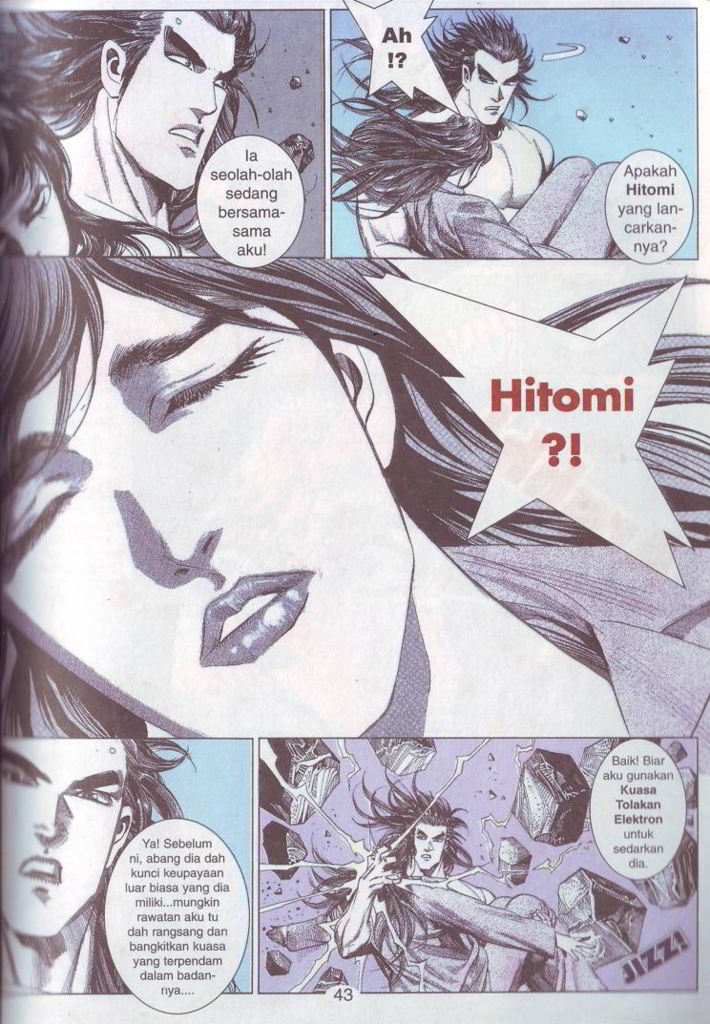 Ia
seolah-olah
sedang
bersama-
sama
aku!
Ah
!?
Apakah
Hitomi
yang lan-
carkan-
nya?
Hitomi
?!
Ya! Sebelum
ni, abang dia dah
kunci keupayaan
luar biasa yang dia
miliki...mungkin
rawatan aku tu
dah rangsang dan
bangkitkan kuasa
yang terpendam
dalam badan-
nya....
Baik! Biar
aku gunakan
Kuasa
Tolakan
Elektron
untuk
sedarkan
dia.
JIZZ!
43